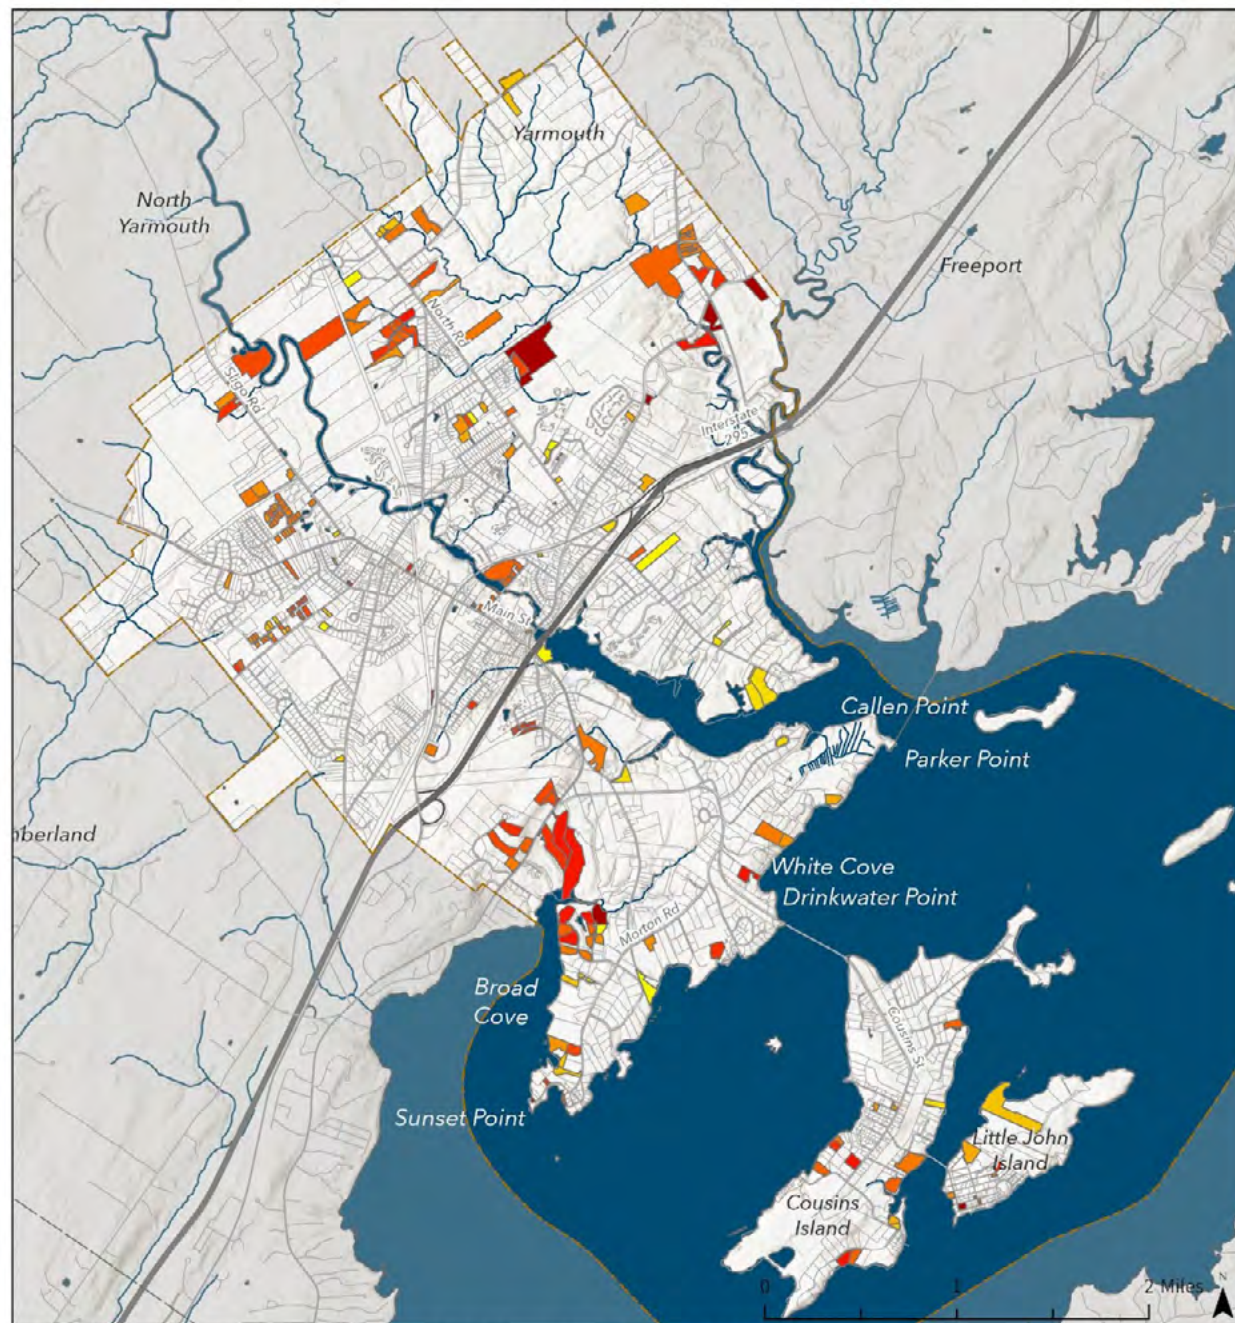 Yarmouth
North
Yarmouth
Freeport
North Rd
Sligo Rd
Interstate
295
Main St
Callen Point
Parker Point
mberland
White Cove
Drinkwater Point
Morton Rd
Broad
Cove
Cousins St
Sunset Point
Little John
Island
Cousins
Island
0 1 2 Miles
N